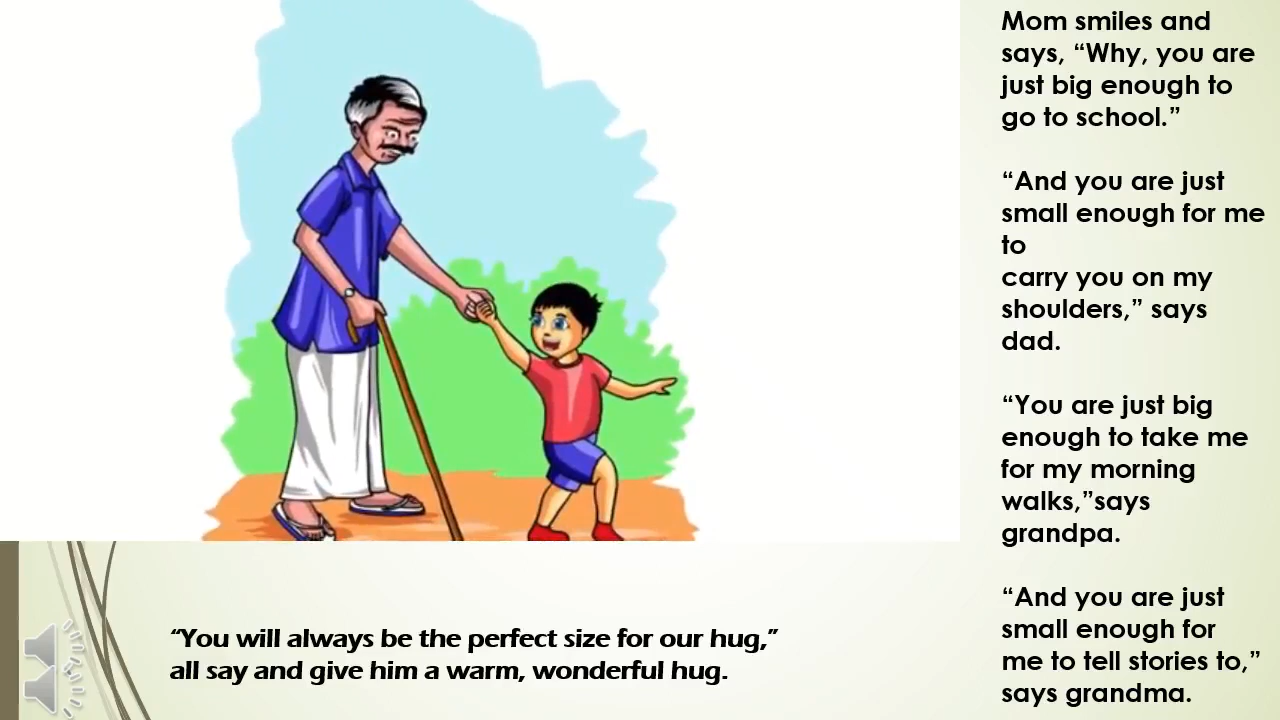 Mom smiles and
says, “Why, you are
just big enough to
go to school.”
“And you are just
small enough for me
to
carry you on my
shoulders,” says
dad.
“You are just big
enough to take me
for my morning
walks,”says
grandpa.
“And you are just
small enough for
me to tell stories to,”
says grandma.
“You will always be the perfect size for our hug,”
all say and give him a warm, wonderful hug.